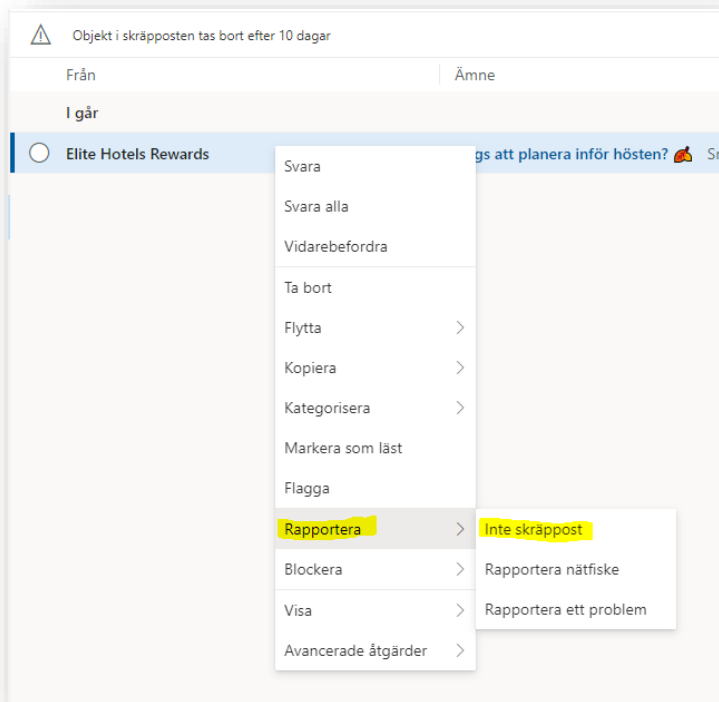 Objekt i skräpposten tas bort efter 10 dagar
Från Ämne
I går
Elite Hotels Rewards gs att planera inför hösten? 🍂
Svara
Svara alla
Vidarebefordra
Ta bort
Flytta
Kopiera
Kategorisera
Markera som läst
Flagga
Rapportera Inte skräppost
Blockera Rapportera nätfiske
Visa Rapportera ett problem
Avancerade åtgärder